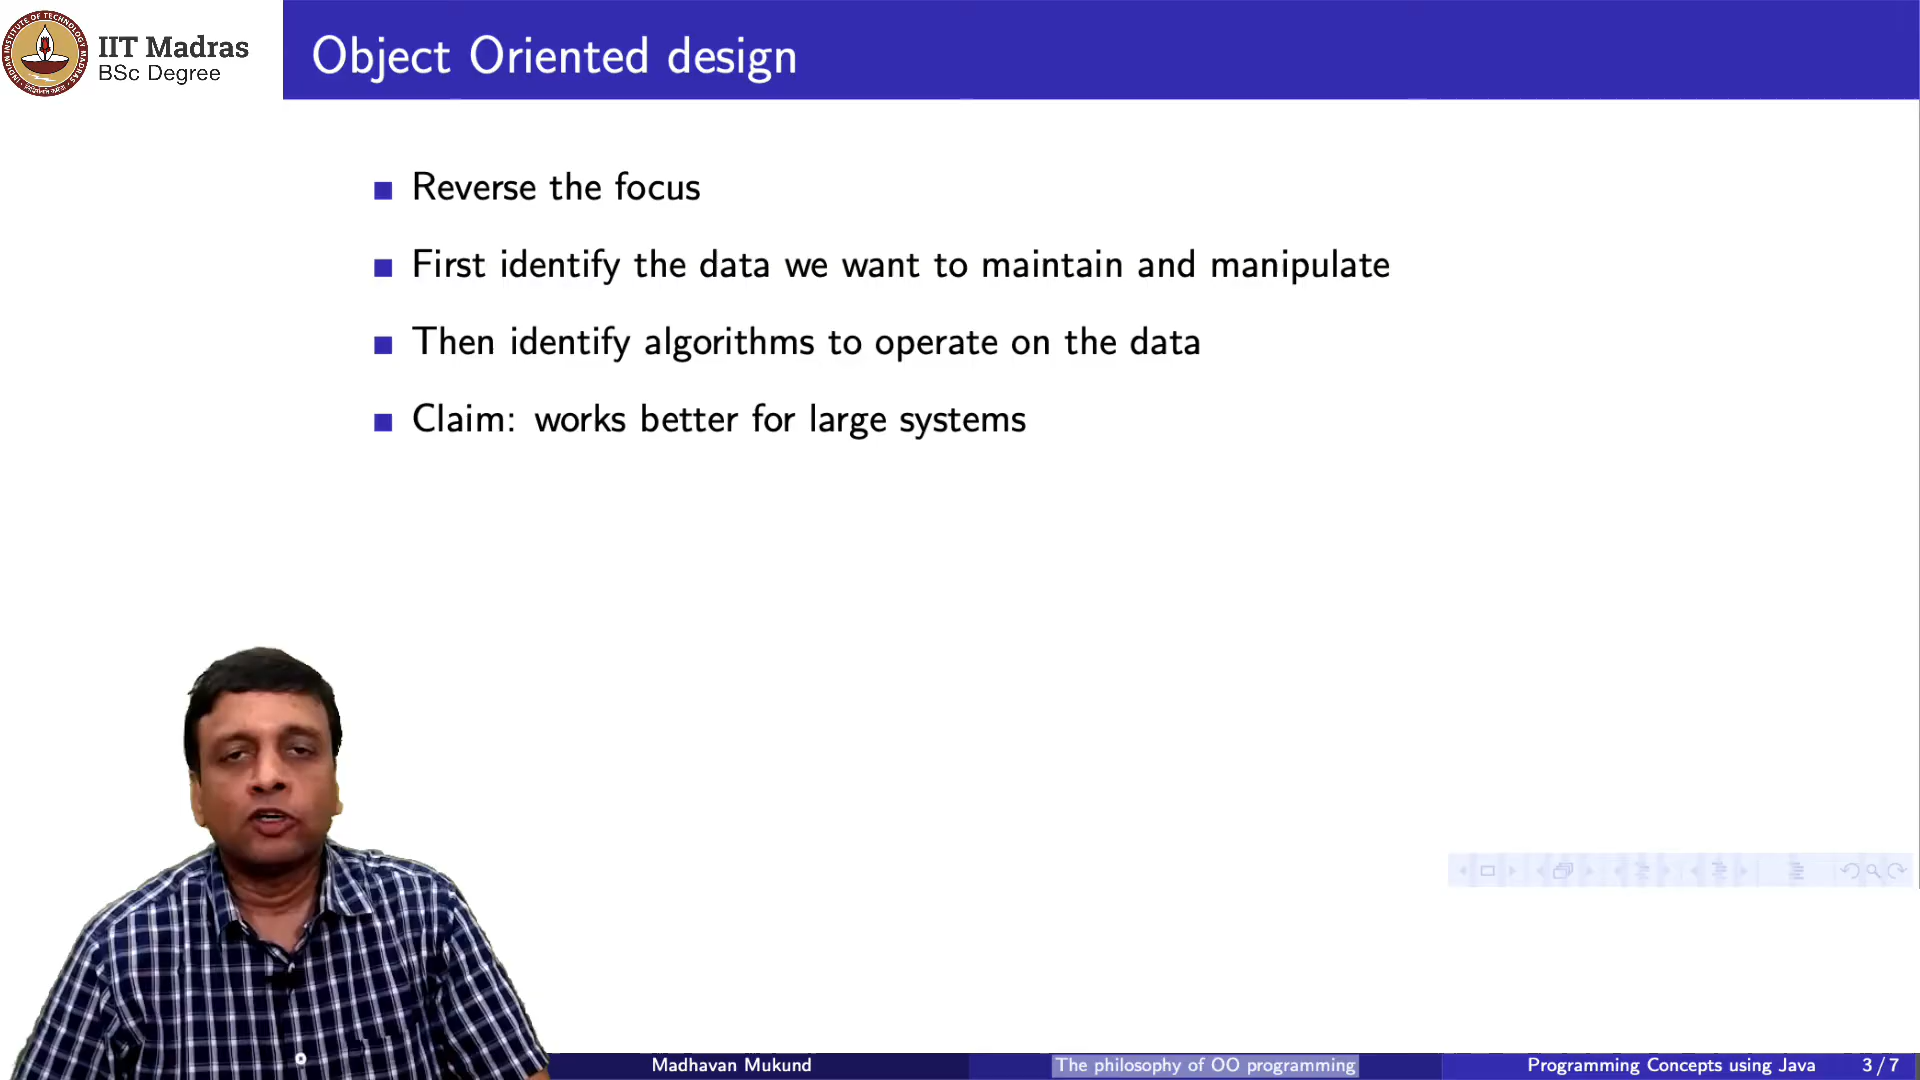 IIT Madras
BSc Degree
Object Oriented design
Reverse the focus
First identify the data we want to maintain and manipulate
Then identify algorithms to operate on the data
Claim: works better for large systems
Madhavan Mukund
The philosophy of OO programming
Programming Concepts using Java
3 / 7